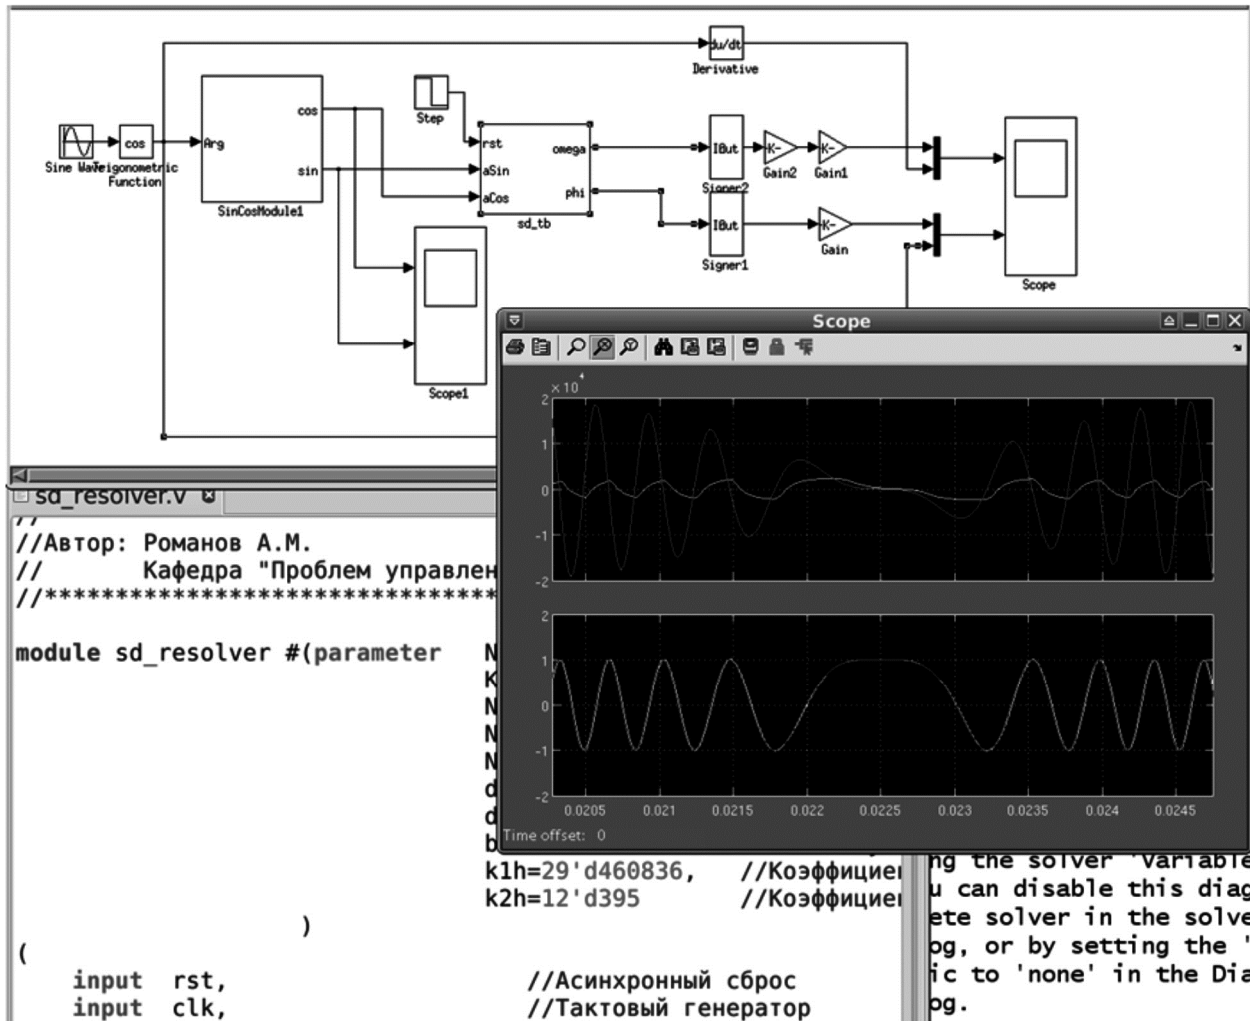 du/dt
Derivative
Step
Sine Wave
cos
Trigonometric
Function
Arg
cos
sin
SinCosModule1
rst
aSin
aCos
omega
phi
sd_tb
IBut
Signer2
K-
Gain2
K-
Gain1
IBut
Signer1
K-
Gain
Scope
Scope1
Scope
×10 4
2
1
0
-1
-2
2
1
0
-1
-2
0.0205 0.021 0.0215 0.022 0.0225 0.023 0.0235 0.024 0.0245
Time offset: 0
sd_resolver.v
//
//Автор: Романов А.М.
// Кафедра "Проблем управлен
//********************************
module sd_resolver #(parameter N
K
N
N
N
d
d
b
k1h=29'd460836, //Коэффициен
k2h=12'd395 //Коэффициен
)
(
input rst, //Асинхронный сброс
input clk, //Тактовый генератор
ng the solver 'Variable
u can disable this diag
ete solver in the solve
og, or by setting the '
ic to 'none' in the Dia
og.